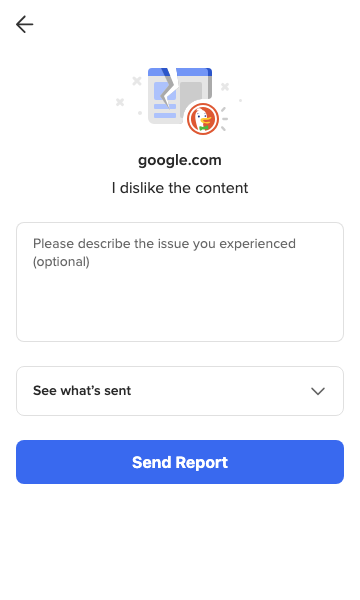 google.com
I dislike the content
Please describe the issue you experienced
(optional)
See what's sent
Send Report